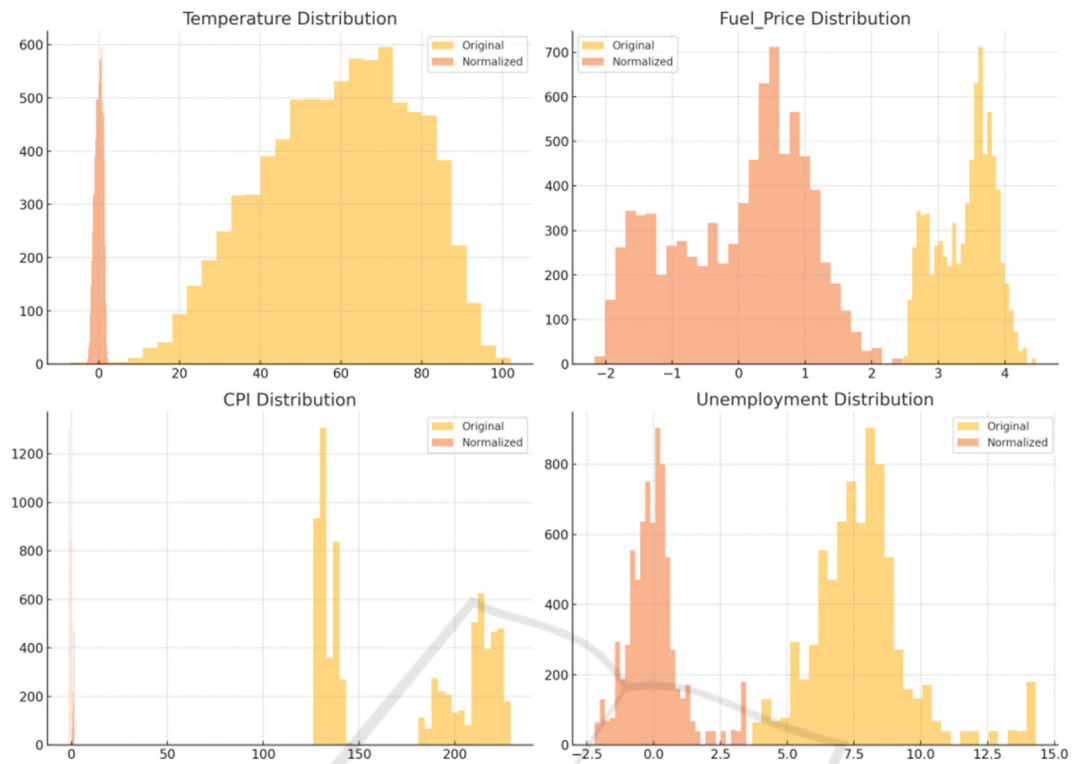 Temperature Distribution
Original
Normalized
600
500
400
300
200
100
0
0 20 40 60 80 100
Fuel_Price Distribution
Original
Normalized
700
600
500
400
300
200
100
0
−2 −1 0 1 2 3 4
CPI Distribution
Original
Normalized
1200
1000
800
600
400
200
0
0 50 100 150 200
Unemployment Distribution
Original
Normalized
800
600
400
200
0
−2.5 0.0 2.5 5.0 7.5 10.0 12.5 15.0